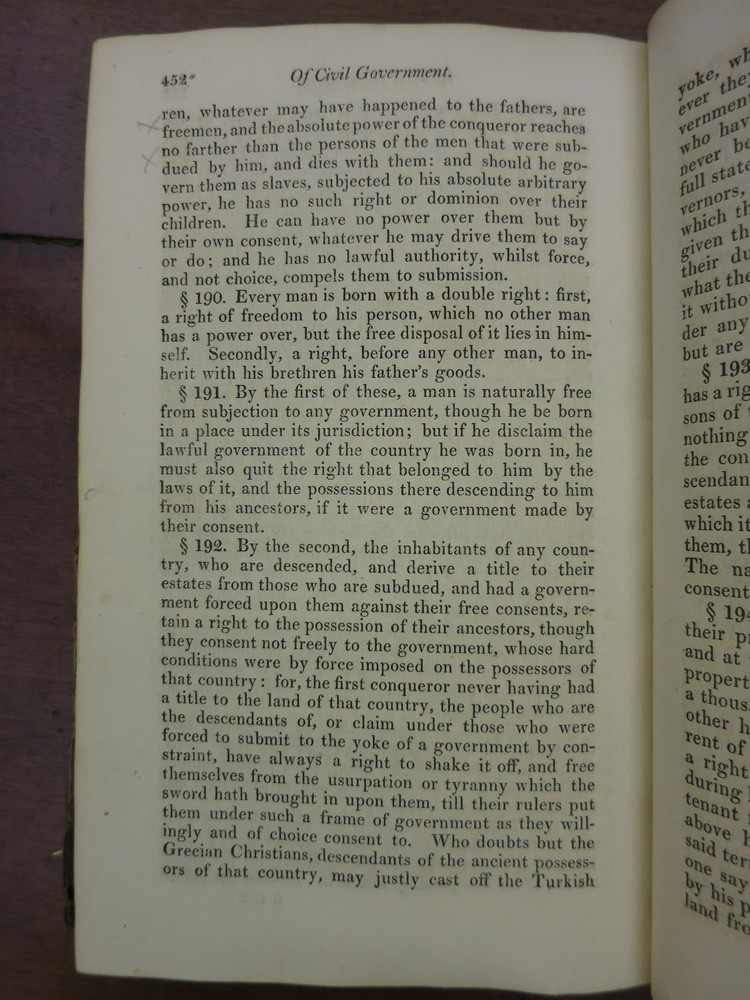 452* Of Civil Government.
ren, whatever may have happened to the fathers, are
freemen, and the absolute power of the conqueror reaches
no farther than the persons of the men that were sub-
dued by him, and dies with them: and should he go-
vern them as slaves, subjected to his absolute arbitrary
power, he has no such right or dominion over their
children. He can have no power over them but by
their own consent, whatever he may drive them to say
or do; and he has no lawful authority, whilst force,
and not choice, compels them to submission.
§ 190. Every man is born with a double right: first,
a right of freedom to his person, which no other man
has a power over, but the free disposal of it lies in him-
self. Secondly, a right, before any other man, to in-
herit with his brethren his father's goods.
§ 191. By the first of these, a man is naturally free
from subjection to any government, though he be born
in a place under its jurisdiction; but if he disclaim the
lawful government of the country he was born in, he
must also quit the right that belonged to him by the
laws of it, and the possessions there descending to him
from his ancestors, if it were a government made by
their consent.
§ 192. By the second, the inhabitants of any coun-
try, who are descended, and derive a title to their
estates from those who are subdued, and had a govern-
ment forced upon them against their free consents, re-
tain a right to the possession of their ancestors, though
they consent not freely to the government, whose hard
conditions were by force imposed on the possessors of
that country: for, the first conqueror never having had
a title to the land of that country, the people who are
the descendants of, or claim under those who were
forced to submit to the yoke of a government by con-
straint, have always a right to shake it off, and free
themselves from the usurpation or tyranny which the
sword hath brought in upon them, till their rulers put
them under such a frame of government as they will-
ingly and of choice consent to. Who doubts but the
Grecian Christians, descendants of the ancient possess-
ors of that country, may justly cast off the Turkish
yoke, wh
ever they
vernment
who hav
never be
full state
vernors,
which th
given th
their du
what the
it witho
der any
but are
§ 193
has a rig
sons of
nothing
the con
scendan
estates a
which it
them, th
The na
consent
§ 194
their pr
and at
propert
a thous
other h
rent of
a right
during
tenant
above h
said ter
one say
by his p
land fro